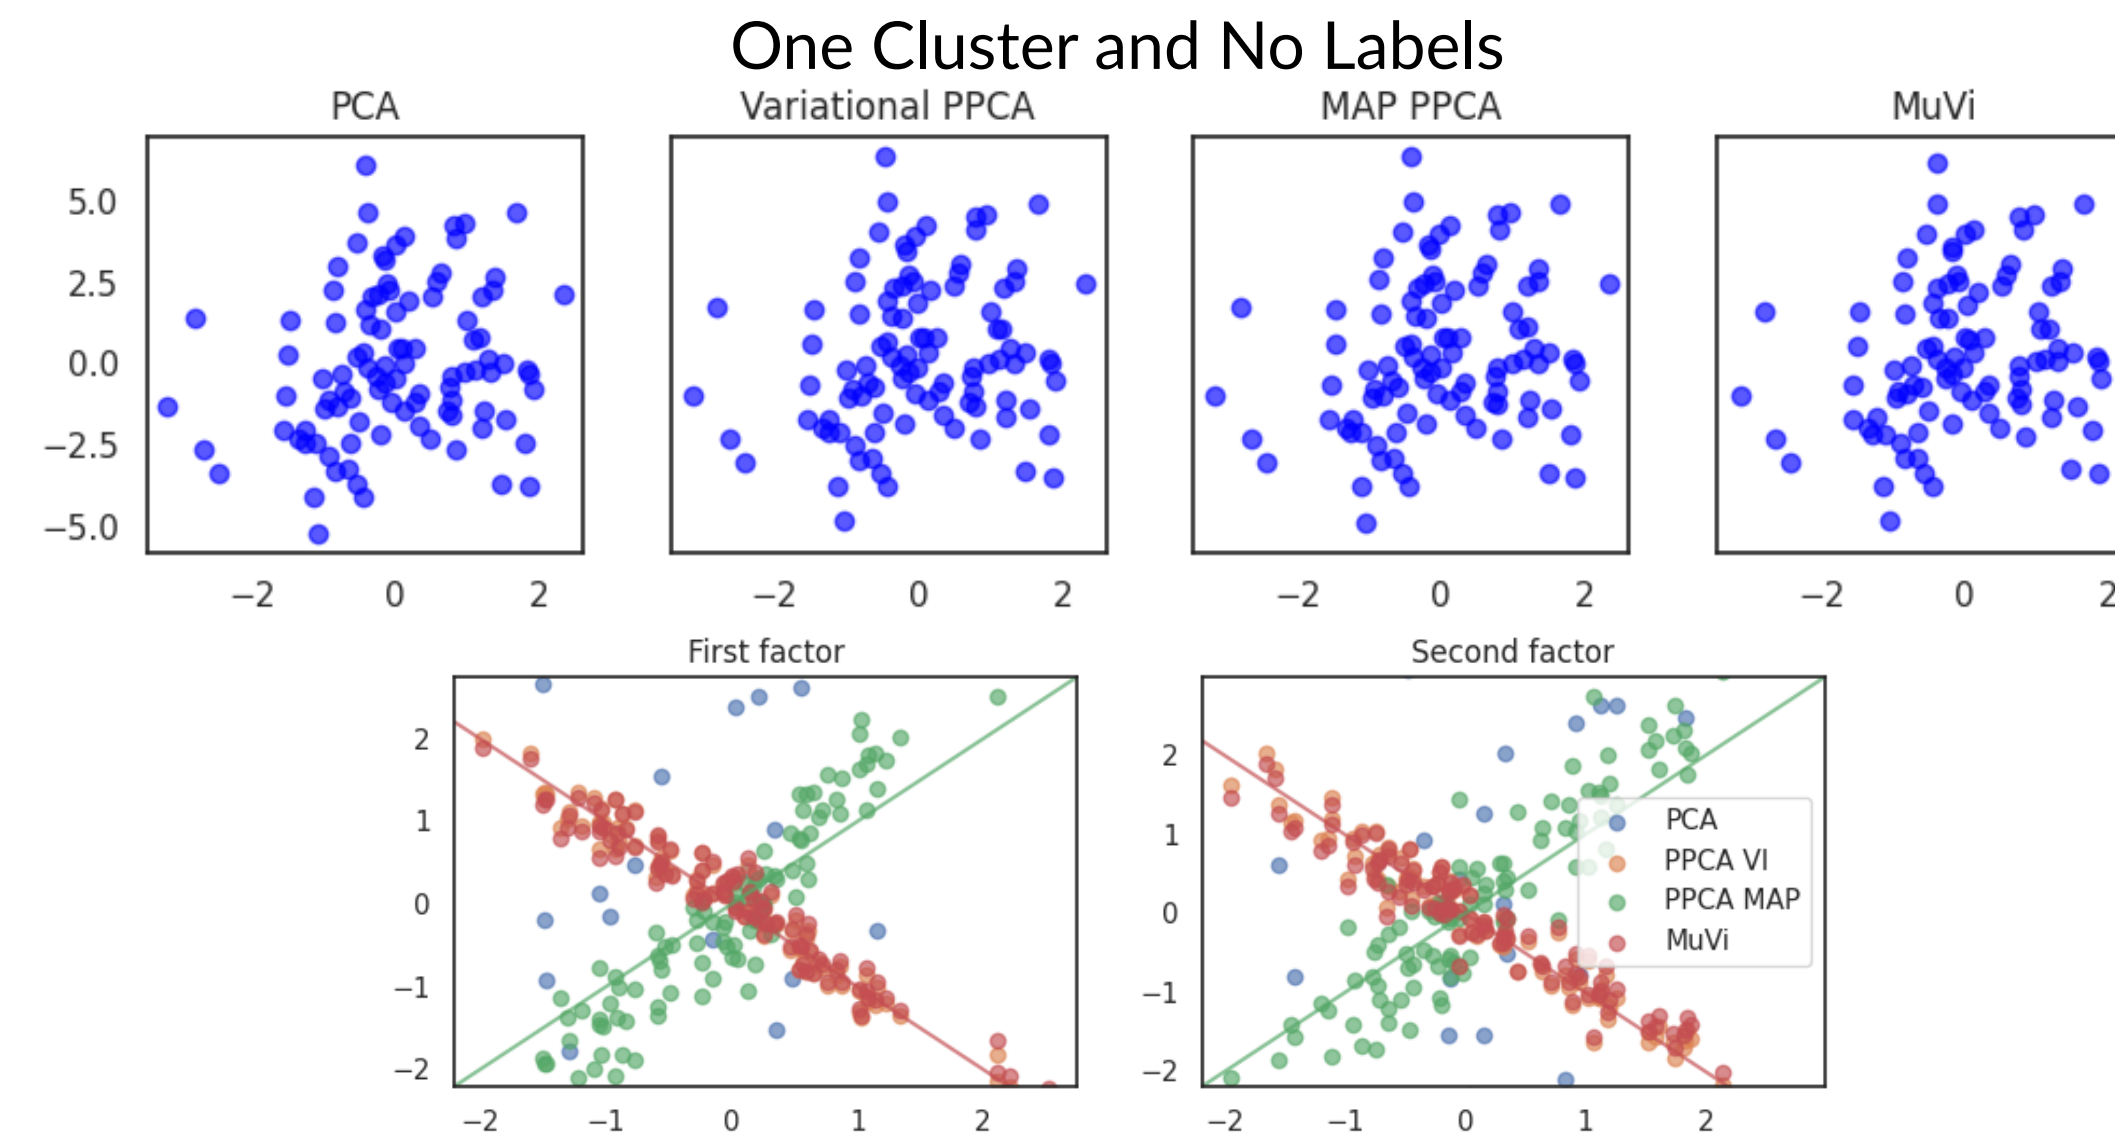 One Cluster and No Labels
PCA Variational PPCA MAP PPCA MuVi
5.0
2.5
0.0
−2.5
−5.0
−2 0 2 −2 0 2 −2 0 2 −2 0 2
First factor Second factor
2 2
1 1
0 0
−1 −1
−2 −2
PCA
PPCA VI
PPCA MAP
MuVi
−2 −1 0 1 2 −2 −1 0 1 2